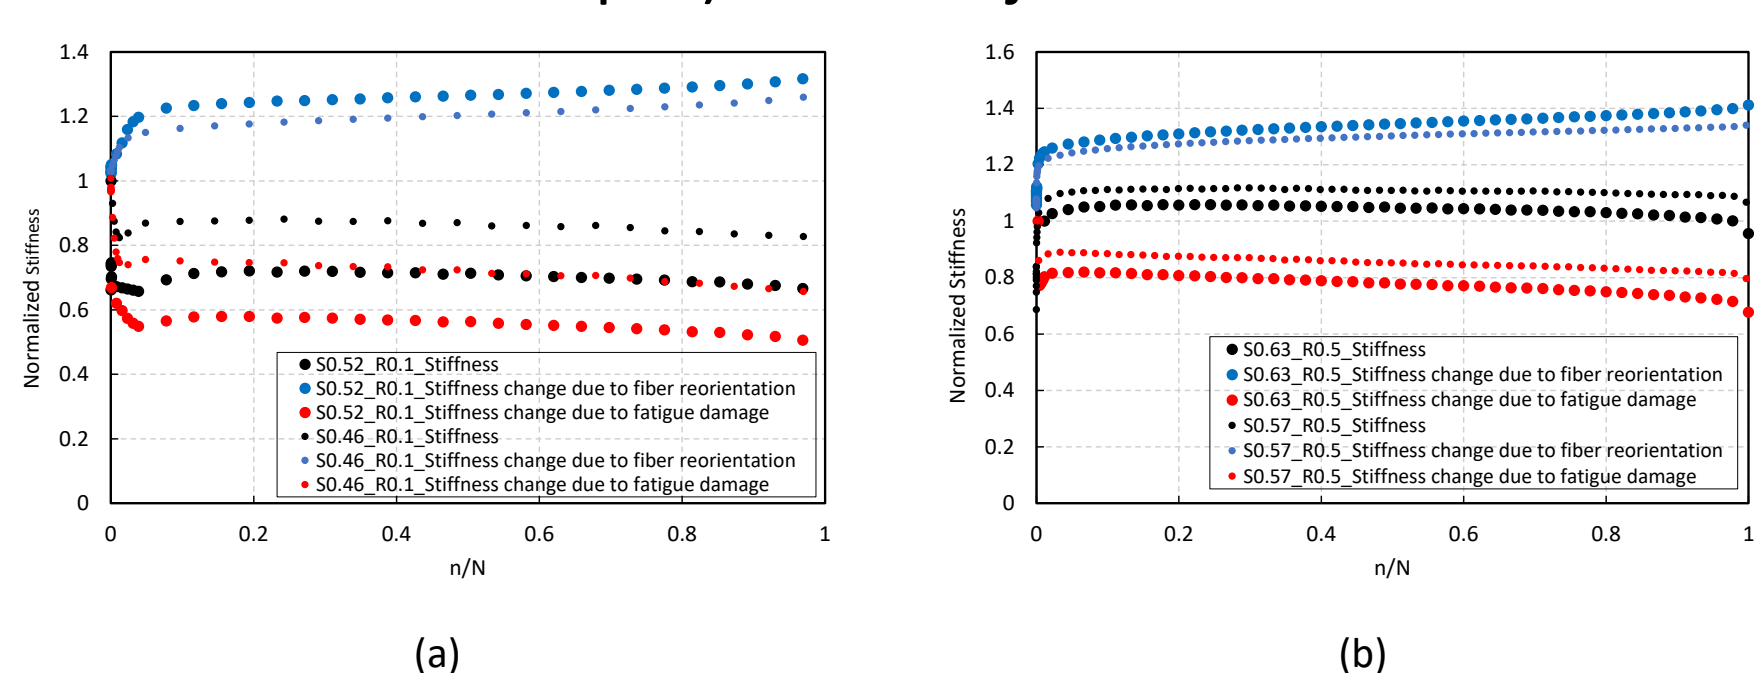 1.4
1.2
1
0.8
0.6
0.4
0.2
0
0
0.2
0.4
0.6
0.8
1
Normalized Stiffness
n/N
S0.52_R0.1_Stiffness
S0.52_R0.1_Stiffness change due to fiber reorientation
S0.52_R0.1_Stiffness change due to fatigue damage
S0.46_R0.1_Stiffness
S0.46_R0.1_Stiffness change due to fiber reorientation
S0.46_R0.1_Stiffness change due to fatigue damage
(a)
1.6
1.4
1.2
1
0.8
0.6
0.4
0.2
0
0
0.2
0.4
0.6
0.8
1
Normalized Stiffness
n/N
S0.63_R0.5_Stiffness
S0.63_R0.5_Stiffness change due to fiber reorientation
S0.63_R0.5_Stiffness change due to fatigue damage
S0.57_R0.5_Stiffness
S0.57_R0.5_Stiffness change due to fiber reorientation
S0.57_R0.5_Stiffness change due to fatigue damage
(b)